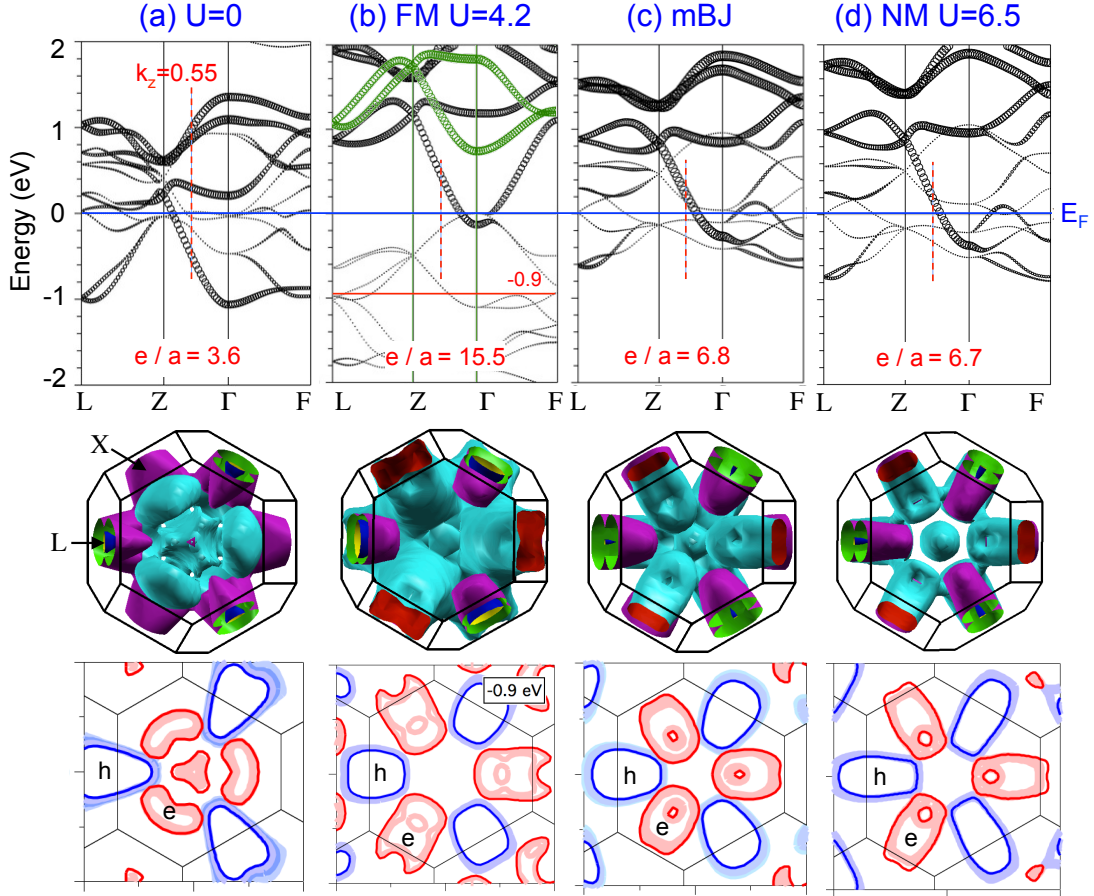 (a) U=0 (b) FM U=4.2 (c) mBJ (d) NM U=6.5
2
1
0
-1
-2
Energy (eV)
k_z=0.55
-0.9
E_F
e / a = 3.6 e / a = 15.5 e / a = 6.8 e / a = 6.7
L Z Γ F L Z Γ F L Z Γ F L Z Γ F
X
L
-0.9 eV
h h h h
e e e e